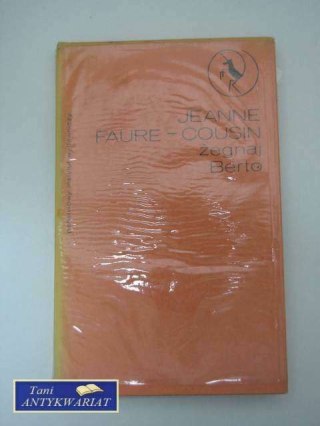 K
JEANNE
FAURE – COUSIN
żegnaj
Berto
Tani
ANTYKWARIAT